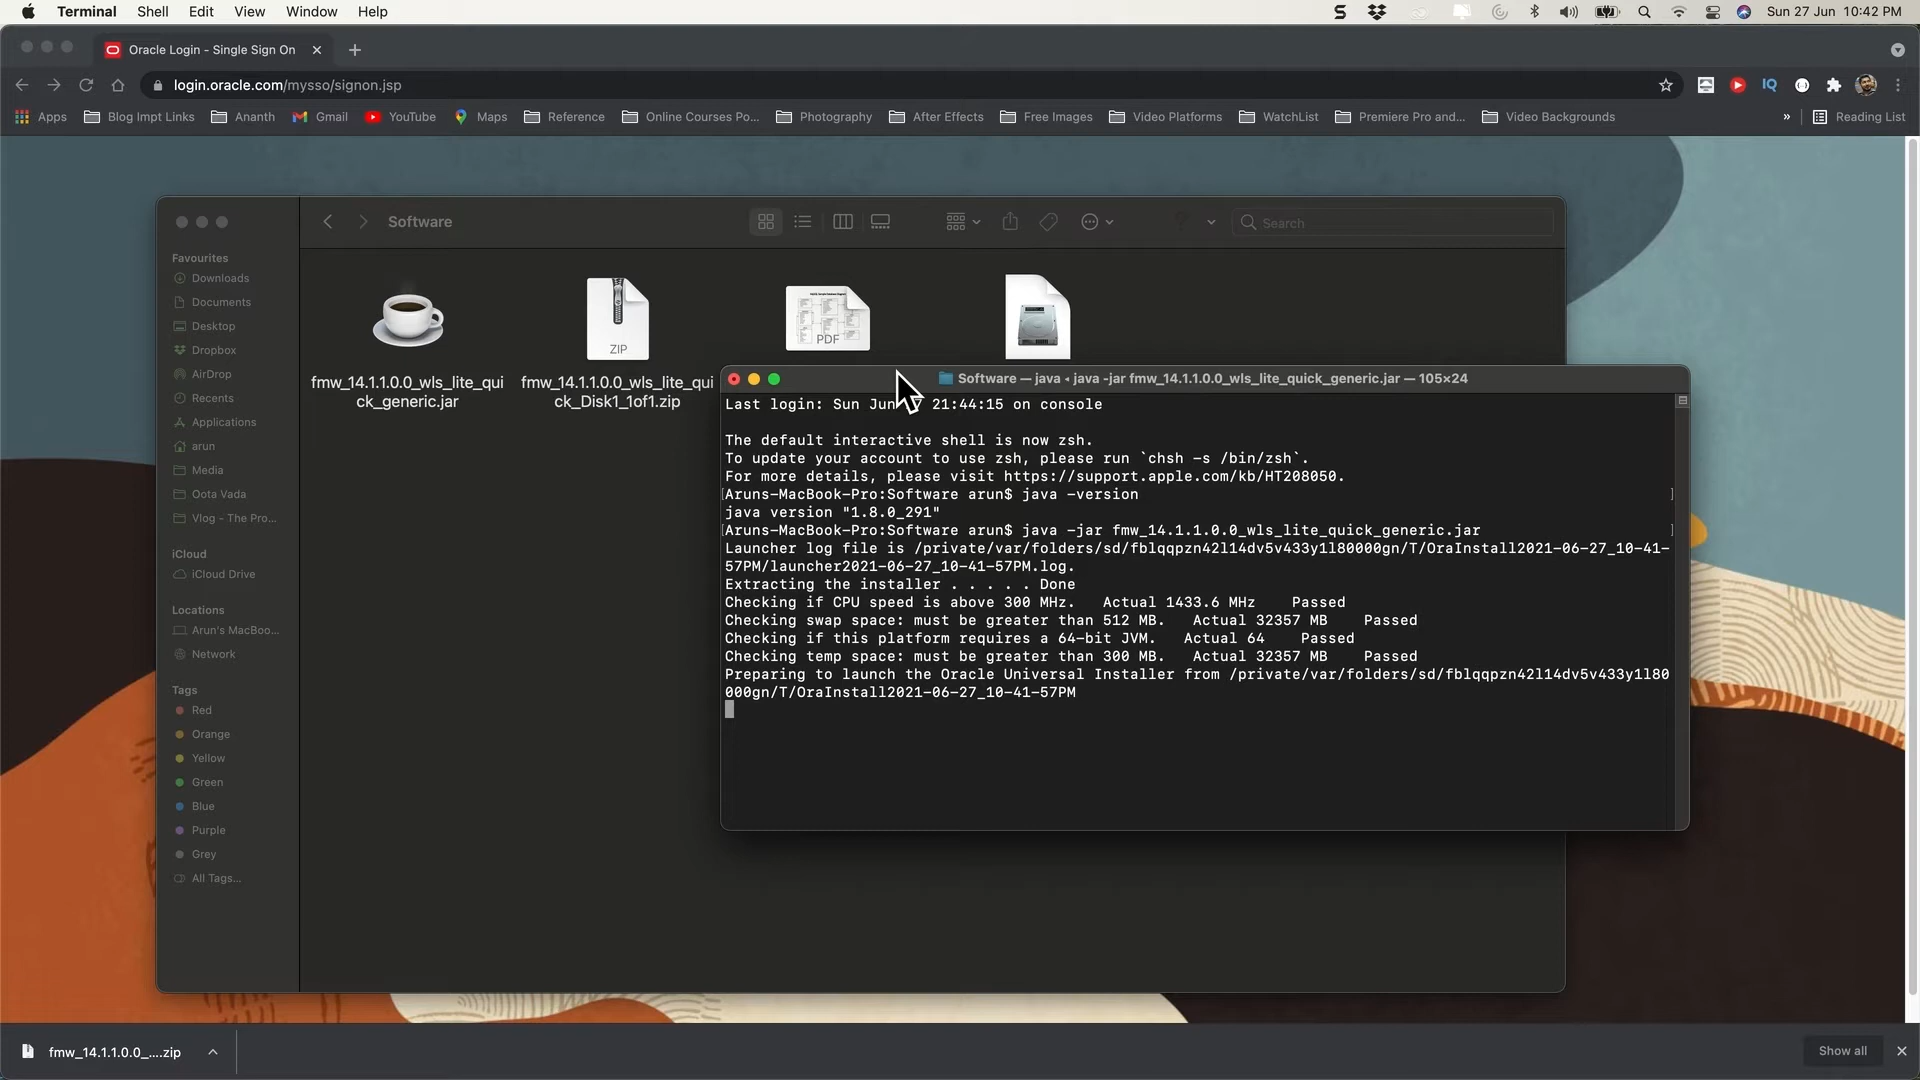 Terminal Shell Edit View Window Help
Sun 27 Jun 10:42 PM
Oracle Login - Single Sign On
login.oracle.com/mysso/signon.jsp
Apps Blog Impt Links Ananth Gmail YouTube Maps Reference Online Courses Po... Photography After Effects Free Images Video Platforms WatchList Premiere Pro and... Video Backgrounds » Reading List
Software
Search
Favourites
Downloads
Documents
Desktop
Dropbox
AirDrop
Recents
Applications
arun
Media
Oota Vada
Vlog - The Pro...
iCloud
iCloud Drive
Locations
Arun's MacBoo...
Network
Tags
Red
Orange
Yellow
Green
Blue
Purple
Grey
All Tags...
fmw_14.1.1.0.0_wls_lite_qui
ck_generic.jar
ZIP
fmw_14.1.1.0.0_wls_lite_qui
ck_Disk1_1of1.zip
PDF
Software — java ◂ java -jar fmw_14.1.1.0.0_wls_lite_quick_generic.jar — 105×24
Last login: Sun Jun 21:44:15 on console
The default interactive shell is now zsh.
To update your account to use zsh, please run `chsh -s /bin/zsh`.
For more details, please visit https://support.apple.com/kb/HT208050.
[Aruns-MacBook-Pro:Software arun$ java -version ]
java version "1.8.0_291"
[Aruns-MacBook-Pro:Software arun$ java -jar fmw_14.1.1.0.0_wls_lite_quick_generic.jar ]
Launcher log file is /private/var/folders/sd/fblqqpzn42l14dv5v433y1l80000gn/T/OraInstall2021-06-27_10-41-
57PM/launcher2021-06-27_10-41-57PM.log.
Extracting the installer . . . . . Done
Checking if CPU speed is above 300 MHz. Actual 1433.6 MHz Passed
Checking swap space: must be greater than 512 MB. Actual 32357 MB Passed
Checking if this platform requires a 64-bit JVM. Actual 64 Passed
Checking temp space: must be greater than 300 MB. Actual 32357 MB Passed
Preparing to launch the Oracle Universal Installer from /private/var/folders/sd/fblqqpzn42l14dv5v433y1l80
000gn/T/OraInstall2021-06-27_10-41-57PM
fmw_14.1.1.0.0_....zip
Show all